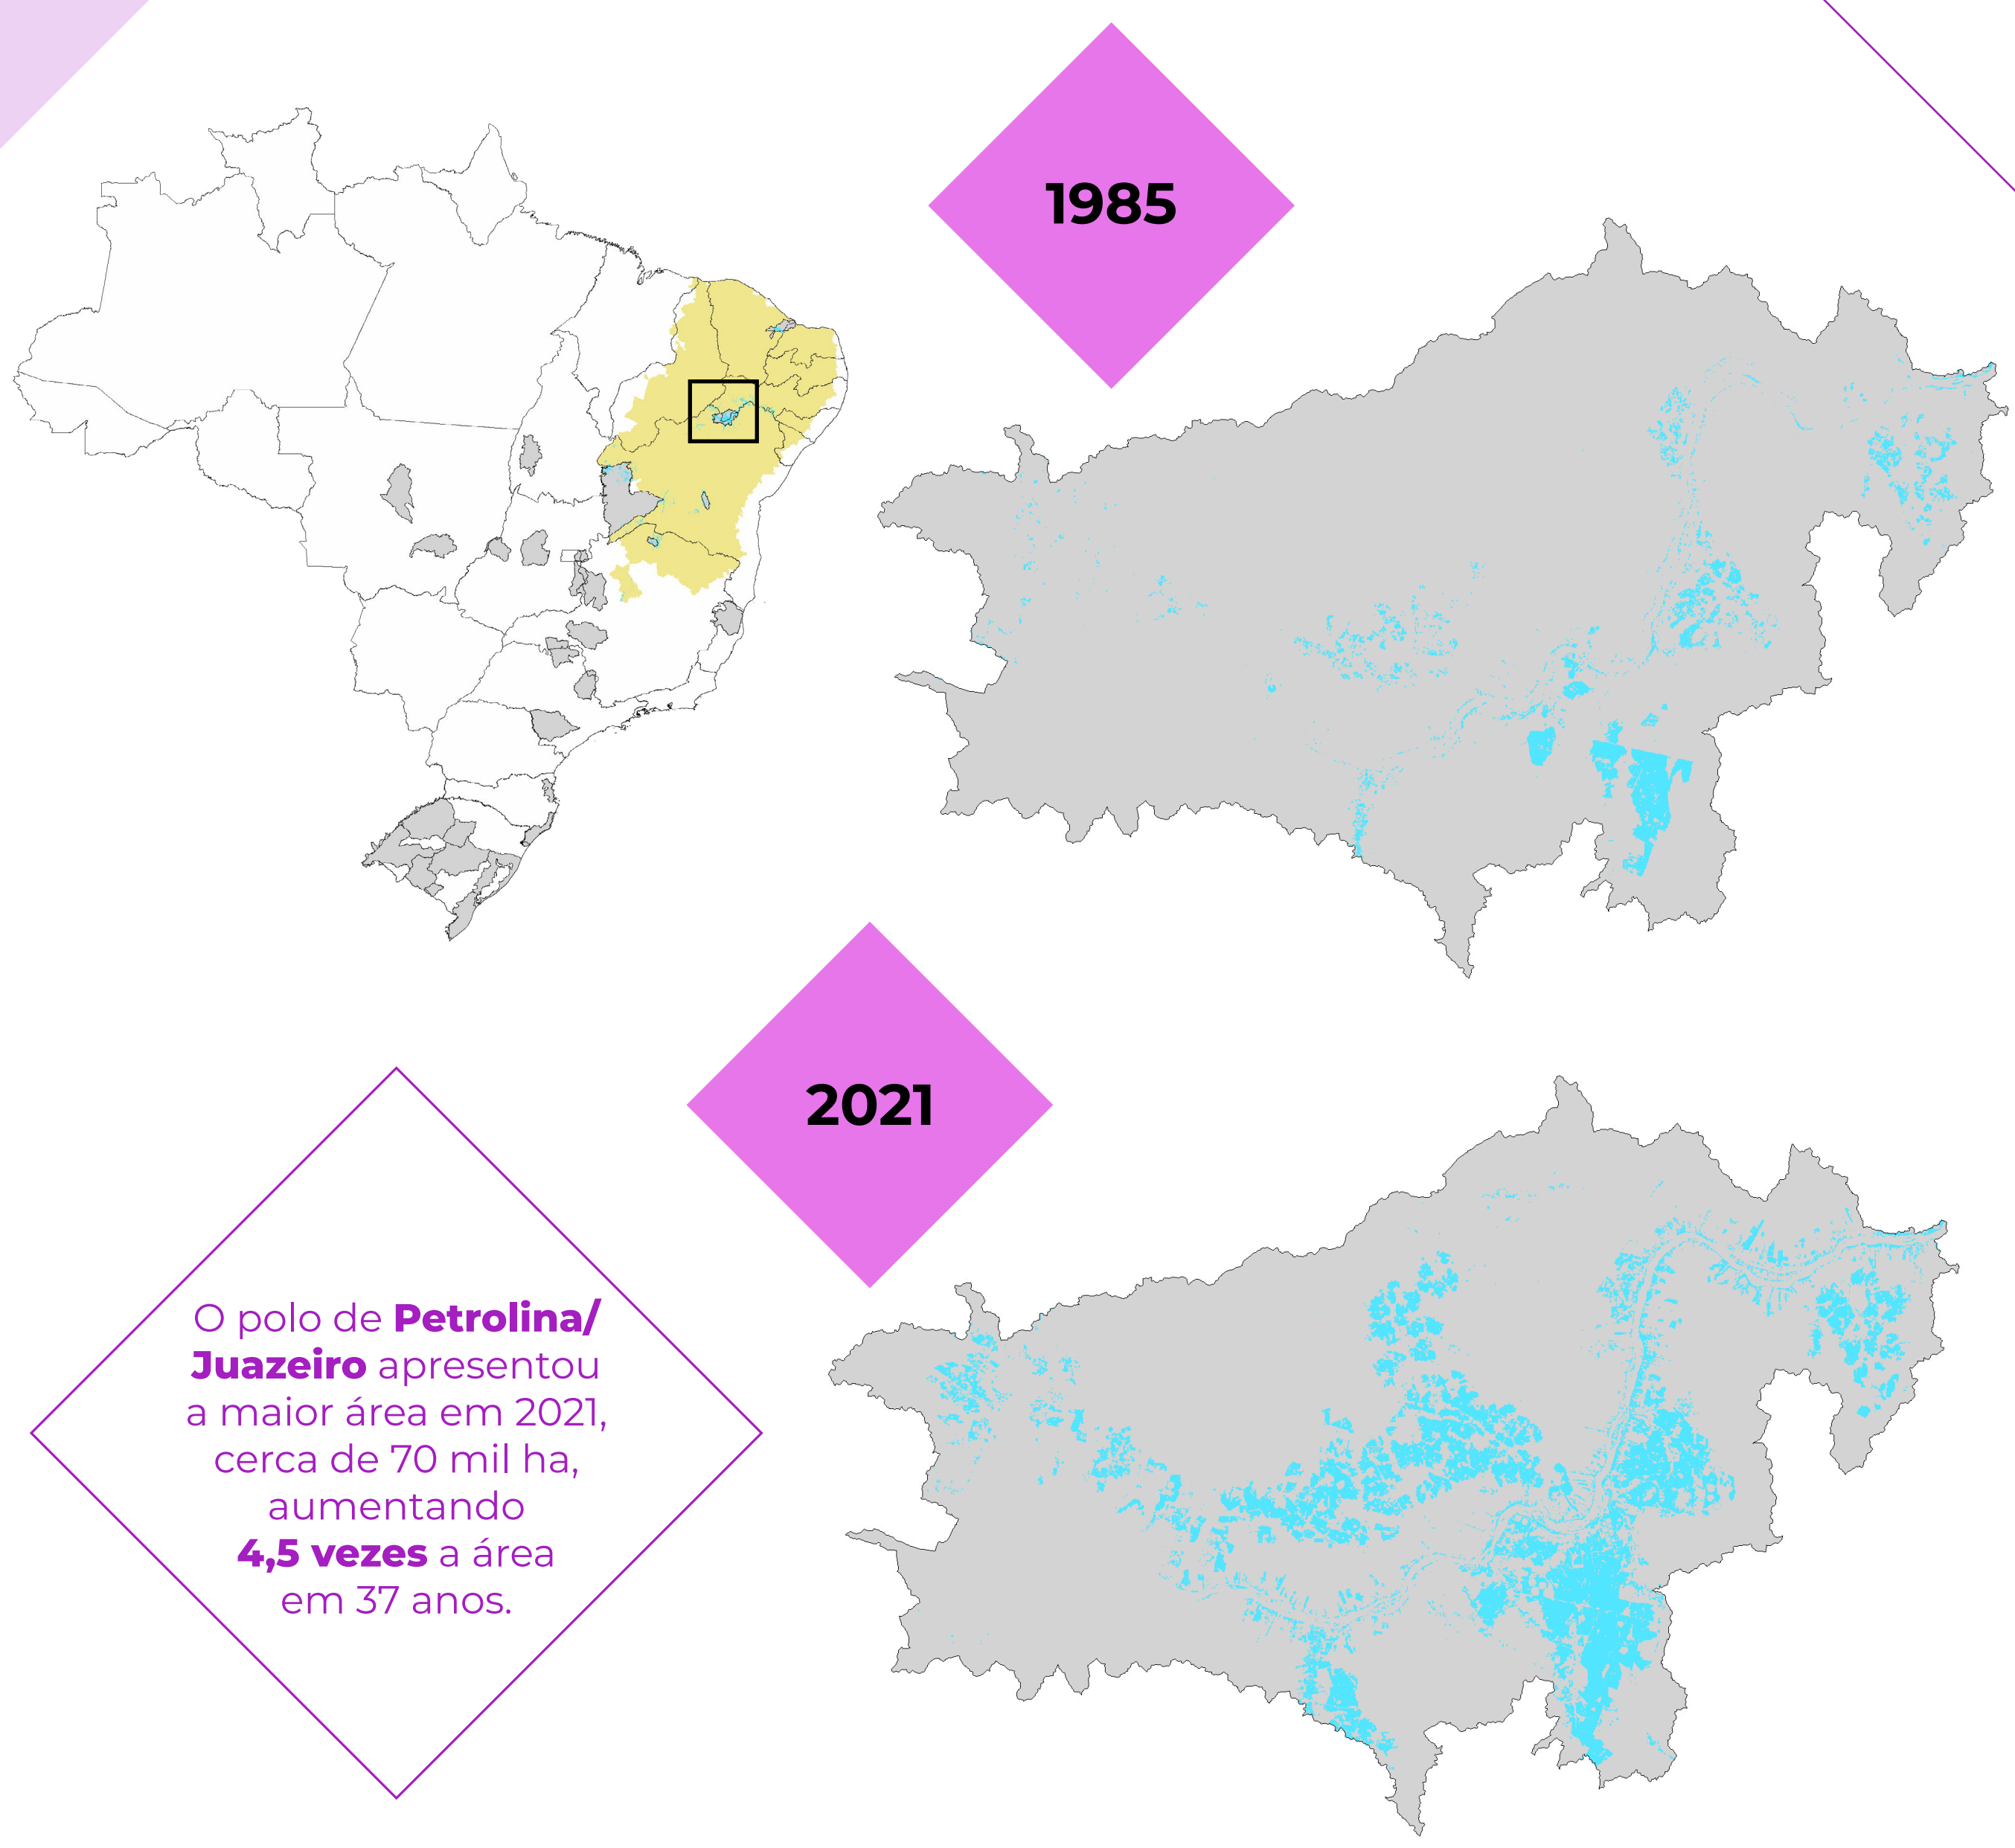 1985
2021
O polo de Petrolina/
Juazeiro apresentou
a maior área em 2021,
cerca de 70 mil ha,
aumentando
4,5 vezes a área
em 37 anos.